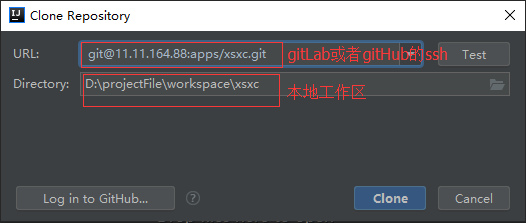 Clone Repository
URL: git@11.11.164.88:apps/xsxc.git gitLab或者gitHub的ssh Test
Directory: D:\projectFile\workspace\xsxc 本地工作区
Log in to GitHub... ? Clone Cancel